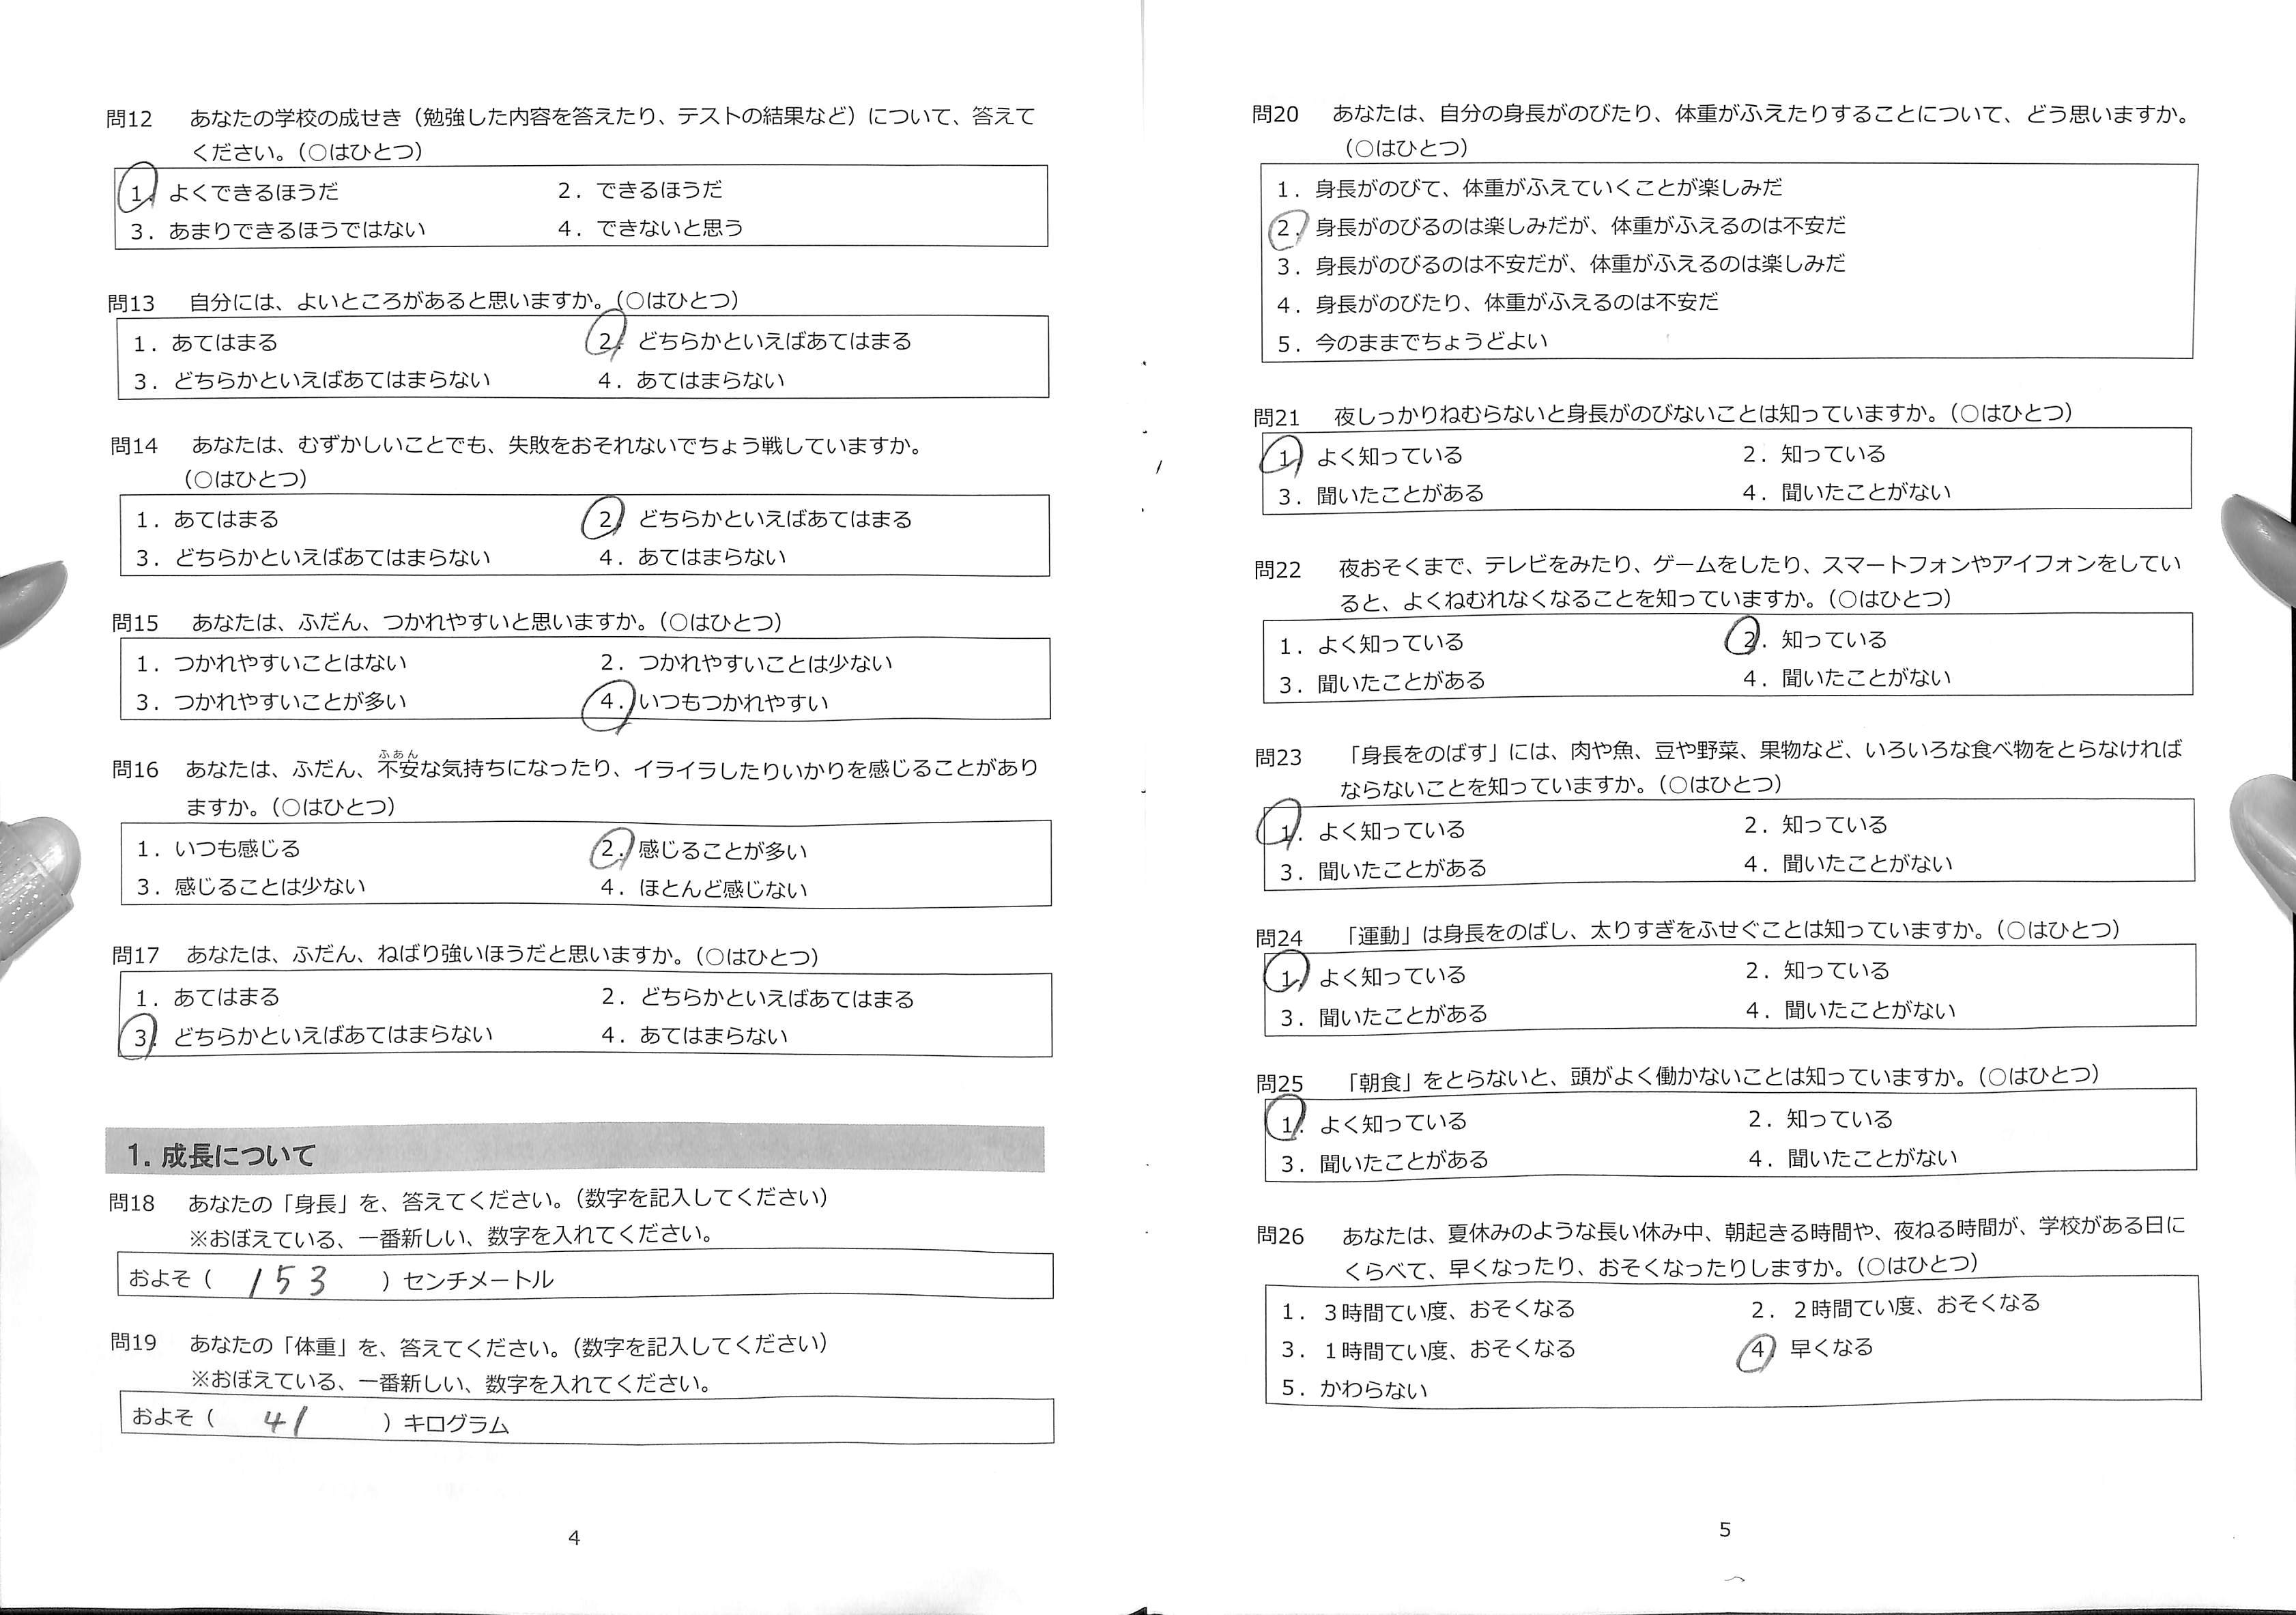 問12 あなたの学校の成せき（勉強した内容を答えたり、テストの結果など）について、答えて
ください。（○はひとつ）
1．よくできるほうだ 2．できるほうだ
3．あまりできるほうではない 4．できないと思う
問13 自分には、よいところがあると思いますか。（○はひとつ）
1．あてはまる 2．どちらかといえばあてはまる
3．どちらかといえばあてはまらない 4．あてはまらない
問14 あなたは、むずかしいことでも、失敗をおそれないでちょう戦していますか。
（○はひとつ）
1．あてはまる 2．どちらかといえばあてはまる
3．どちらかといえばあてはまらない 4．あてはまらない
問15 あなたは、ふだん、つかれやすいと思いますか。（○はひとつ）
1．つかれやすいことはない 2．つかれやすいことは少ない
3．つかれやすいことが多い 4．いつもつかれやすい
ふあん
問16 あなたは、ふだん、不安な気持ちになったり、イライラしたりいかりを感じることがあり
ますか。（○はひとつ）
1．いつも感じる 2．感じることが多い
3．感じることは少ない 4．ほとんど感じない
問17 あなたは、ふだん、ねばり強いほうだと思いますか。（○はひとつ）
1．あてはまる 2．どちらかといえばあてはまる
3．どちらかといえばあてはまらない 4．あてはまらない
1. 成長について
問18 あなたの「身長」を、答えてください。（数字を記入してください）
※おぼえている、一番新しい、数字を入れてください。
およそ（ 153 ）センチメートル
問19 あなたの「体重」を、答えてください。（数字を記入してください）
※おぼえている、一番新しい、数字を入れてください。
およそ（ 41 ）キログラム
4
問20 あなたは、自分の身長がのびたり、体重がふえたりすることについて、どう思いますか。
（○はひとつ）
1．身長がのびて、体重がふえていくことが楽しみだ
2．身長がのびるのは楽しみだが、体重がふえるのは不安だ
3．身長がのびるのは不安だが、体重がふえるのは楽しみだ
4．身長がのびたり、体重がふえるのは不安だ
5．今のままでちょうどよい
問21 夜しっかりねむらないと身長がのびないことは知っていますか。（○はひとつ）
1．よく知っている 2．知っている
3．聞いたことがある 4．聞いたことがない
問22 夜おそくまで、テレビをみたり、ゲームをしたり、スマートフォンやアイフォンをしてい
ると、よくねむれなくなることを知っていますか。（○はひとつ）
1．よく知っている 2．知っている
3．聞いたことがある 4．聞いたことがない
問23 「身長をのばす」には、肉や魚、豆や野菜、果物など、いろいろな食べ物をとらなければ
ならないことを知っていますか。（○はひとつ）
1．よく知っている 2．知っている
3．聞いたことがある 4．聞いたことがない
問24 「運動」は身長をのばし、太りすぎをふせぐことは知っていますか。（○はひとつ）
1．よく知っている 2．知っている
3．聞いたことがある 4．聞いたことがない
問25 「朝食」をとらないと、頭がよく働かないことは知っていますか。（○はひとつ）
1．よく知っている 2．知っている
3．聞いたことがある 4．聞いたことがない
問26 あなたは、夏休みのような長い休み中、朝起きる時間や、夜ねる時間が、学校がある日に
くらべて、早くなったり、おそくなったりしますか。（○はひとつ）
1．３時間てい度、おそくなる 2．２時間てい度、おそくなる
3．１時間てい度、おそくなる 4．早くなる
5．かわらない
5